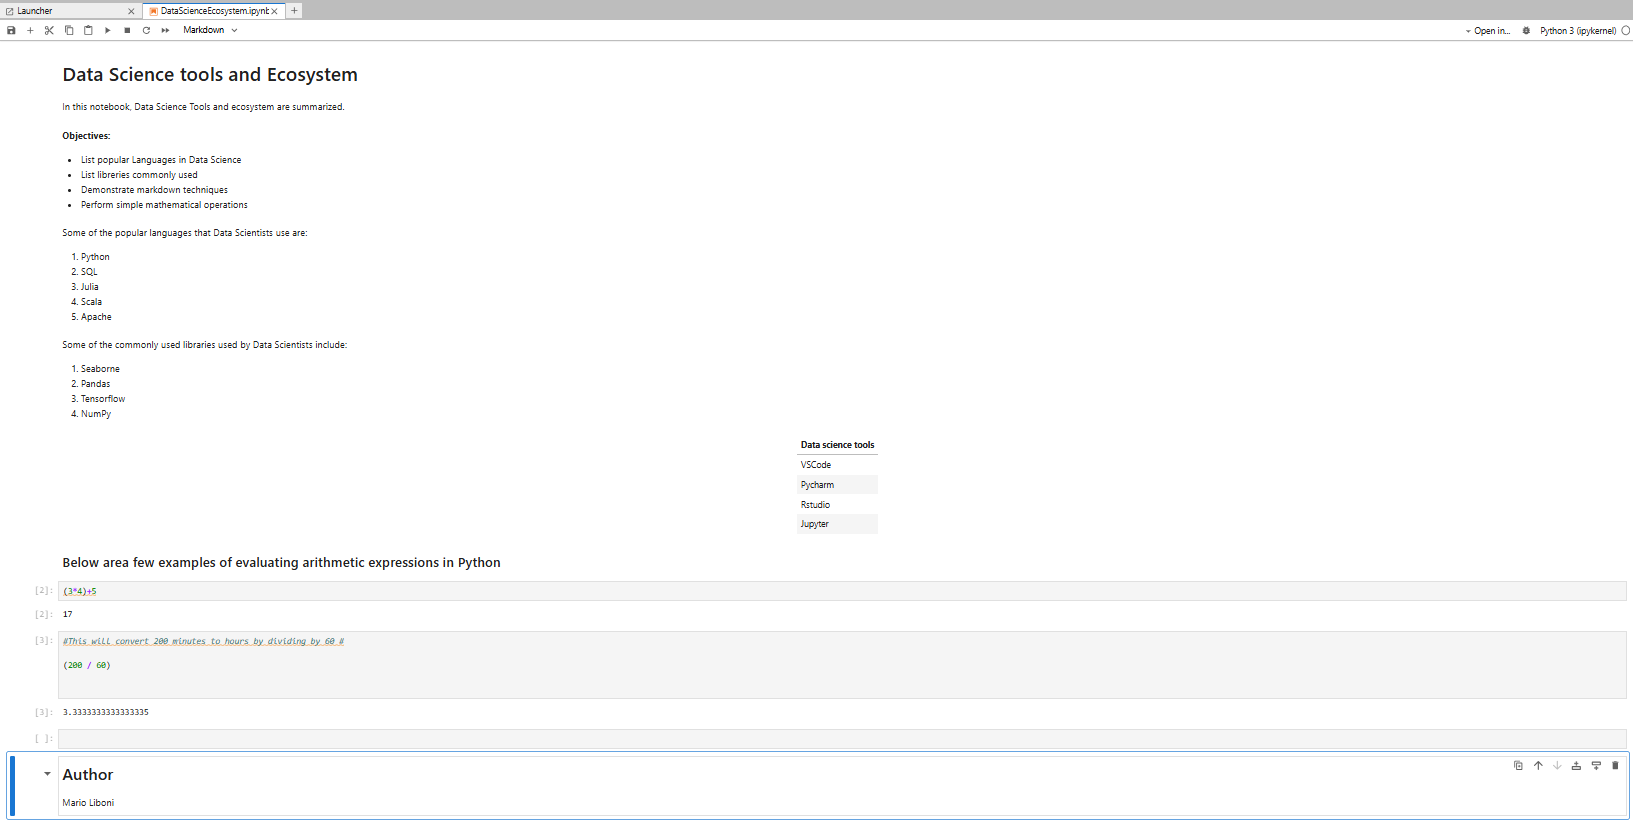 Launcher
DataScienceEcosystem.ipynb
Markdown
Open in...
Python 3 (ipykernel)
Data Science tools and Ecosystem
In this notebook, Data Science Tools and ecosystem are summarized.
Objectives:
• List popular Languages in Data Science
• List libreries commonly used
• Demonstrate markdown techniques
• Perform simple mathematical operations
Some of the popular languages that Data Scientists use are:
1. Python
2. SQL
3. Julia
4. Scala
5. Apache
Some of the commonly used libraries used by Data Scientists include:
1. Seaborne
2. Pandas
3. Tensorflow
4. NumPy
Data science tools
VSCode
Pycharm
Rstudio
Jupyter
Below area few examples of evaluating arithmetic expressions in Python
[2]: (3*4)+5
[2]: 17
[3]: #This will convert 200 minutes to hours by dividing by 60 #
(200 / 60)
[3]: 3.3333333333333335
[ ]:
Author
Mario Liboni